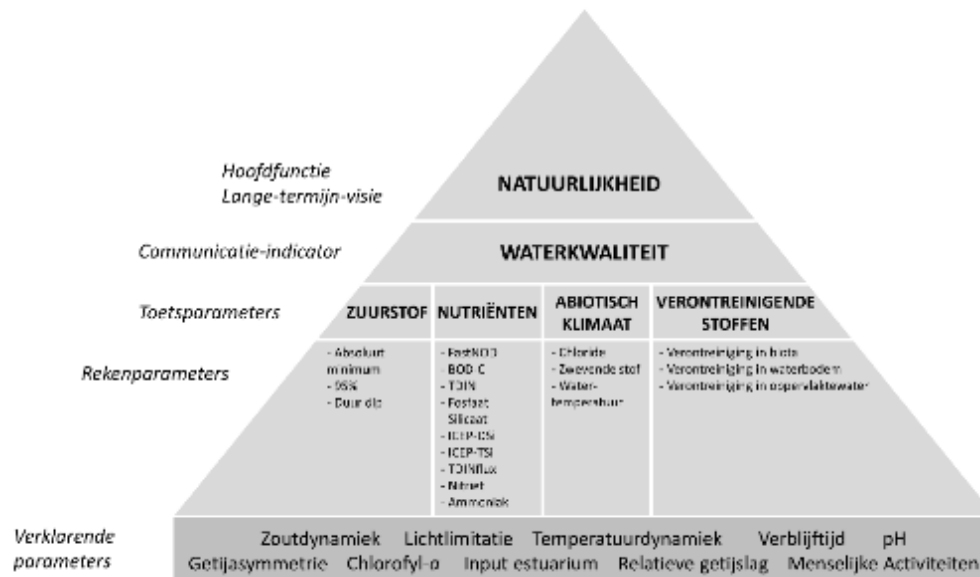 Hoofdfunctie
Lange-termijn-visie
NATUURLIJKHEID
Communicatie-indicator
WATERKWALITEIT
Toetsparameters
ZUURSTOF
NUTRIËNTEN
ABIOTISCH
KLIMAAT
VERONTREINIGENDE
STOFFEN
Rekenparameters
- Absoluut
minimum
- 95%
- Duur dip
- FastNOD
- BOD-C
- TDIN
- Fosfaat
Silicaat
- ICEP-DSi
- ICEP-TSi
- TDINflux
- Nitriet
- Ammoniak
- Chloride
- Zwevende stof
- Water-
temperatuur
- Verontreiniging in biota
- Verontreiniging in waterbodem
- Verontreiniging in oppervlaktewater
Verklarende
parameters
Zoutdynamiek Lichtlimitatie Temperatuurdynamiek Verblijftijd pH
Getijasymmetrie Chlorofyl-a Input estuarium Relatieve getijslag Menselijke Activiteiten